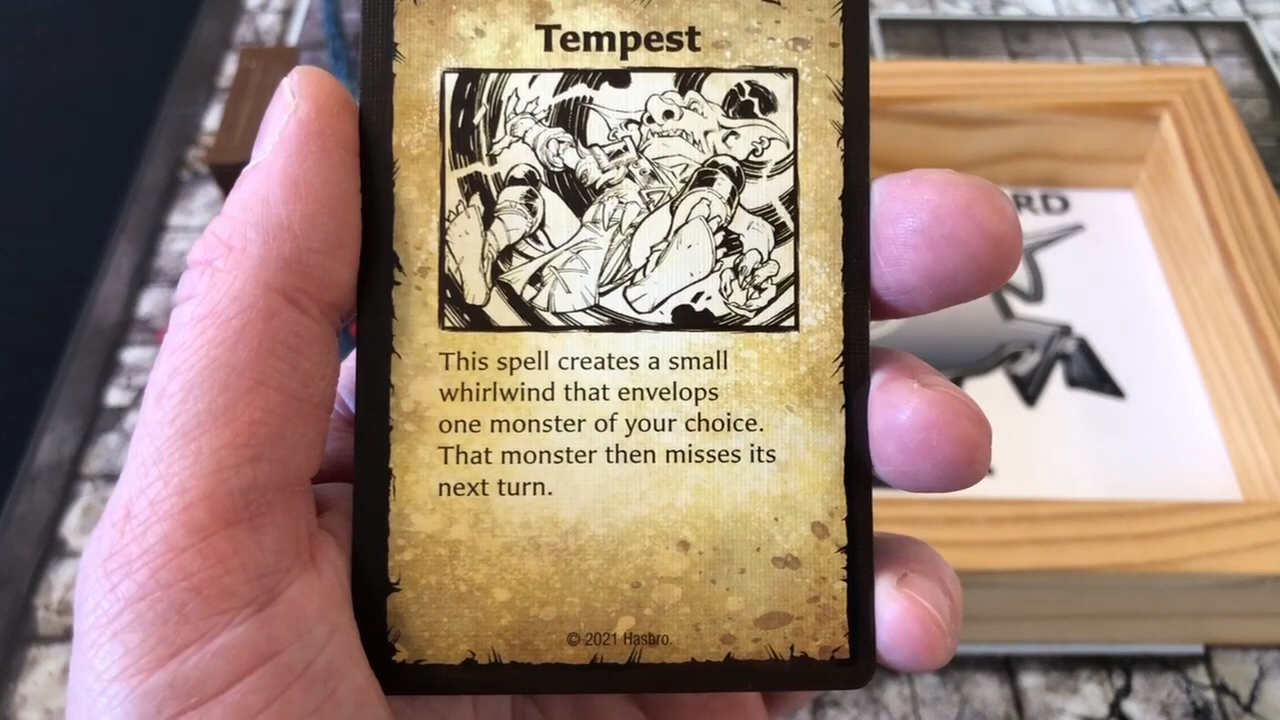 Tempest
This spell creates a small
whirlwind that envelops
one monster of your choice.
That monster then misses its
next turn.
© 2021 Hasbro.